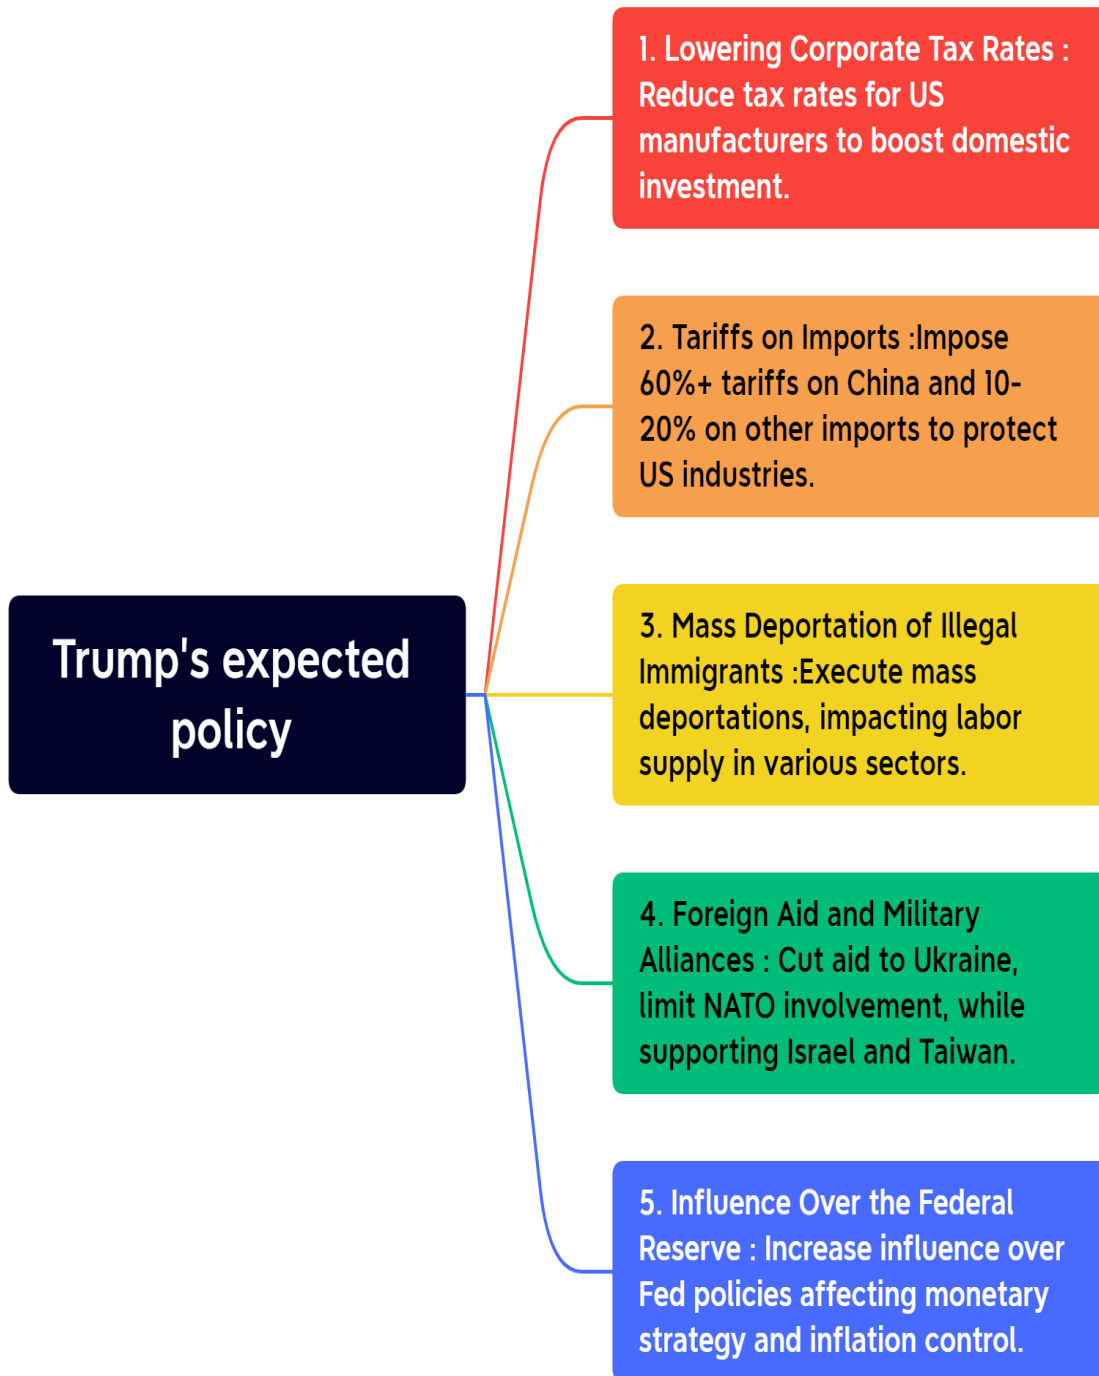 Trump's expected
policy
1. Lowering Corporate Tax Rates :
Reduce tax rates for US
manufacturers to boost domestic
investment.
2. Tariffs on Imports :Impose
60%+ tariffs on China and 10-
20% on other imports to protect
US industries.
3. Mass Deportation of Illegal
Immigrants :Execute mass
deportations, impacting labor
supply in various sectors.
4. Foreign Aid and Military
Alliances : Cut aid to Ukraine,
limit NATO involvement, while
supporting Israel and Taiwan.
5. Influence Over the Federal
Reserve : Increase influence over
Fed policies affecting monetary
strategy and inflation control.